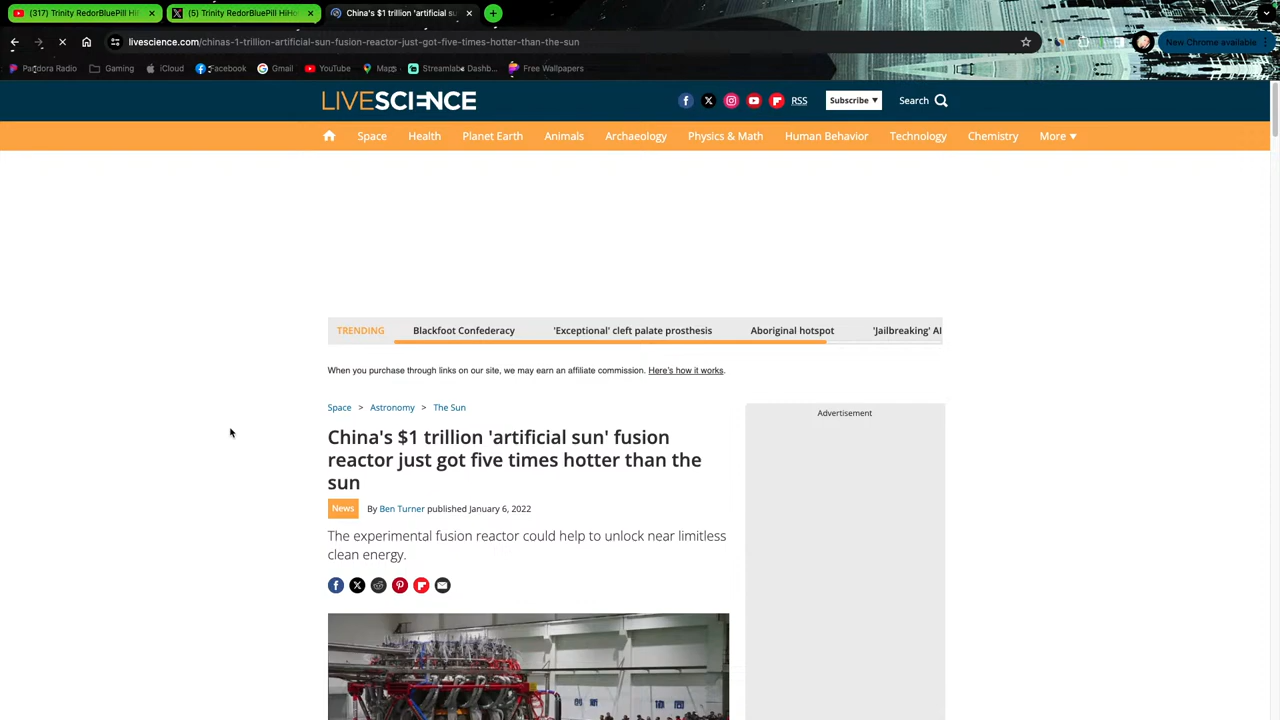 (317) Trinity RedorBluePill Hi
(5) Trinity RedorBluePill HiHo
China's $1 trillion 'artificial su
livescience.com/chinas-1-trillion-artificial-sun-fusion-reactor-just-got-five-times-hotter-than-the-sun
New Chrome available
Pandora Radio Gaming iCloud Facebook Gmail YouTube Maps Streamlabs Dashb... Free Wallpapers
LIVESCIENCE
RSS Subscribe ▼ Search
Space Health Planet Earth Animals Archaeology Physics & Math Human Behavior Technology Chemistry More ▼
TRENDING Blackfoot Confederacy 'Exceptional' cleft palate prosthesis Aboriginal hotspot 'Jailbreaking' AI
When you purchase through links on our site, we may earn an affiliate commission. Here's how it works.
Space > Astronomy > The Sun
Advertisement
China's $1 trillion 'artificial sun' fusion
reactor just got five times hotter than the
sun
News By Ben Turner published January 6, 2022
The experimental fusion reactor could help to unlock near limitless
clean energy.